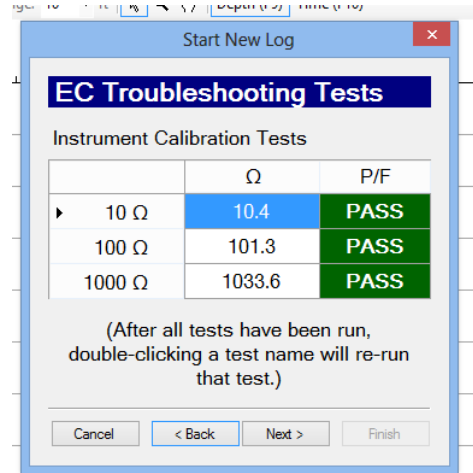 Depth (F9)
Start New Log
×
EC Troubleshooting Tests
Instrument Calibration Tests
Ω P/F
10 Ω 10.4 PASS
100 Ω 101.3 PASS
1000 Ω 1033.6 PASS
(After all tests have been run,
double-clicking a test name will re-run
that test.)
Cancel < Back Next > Finish